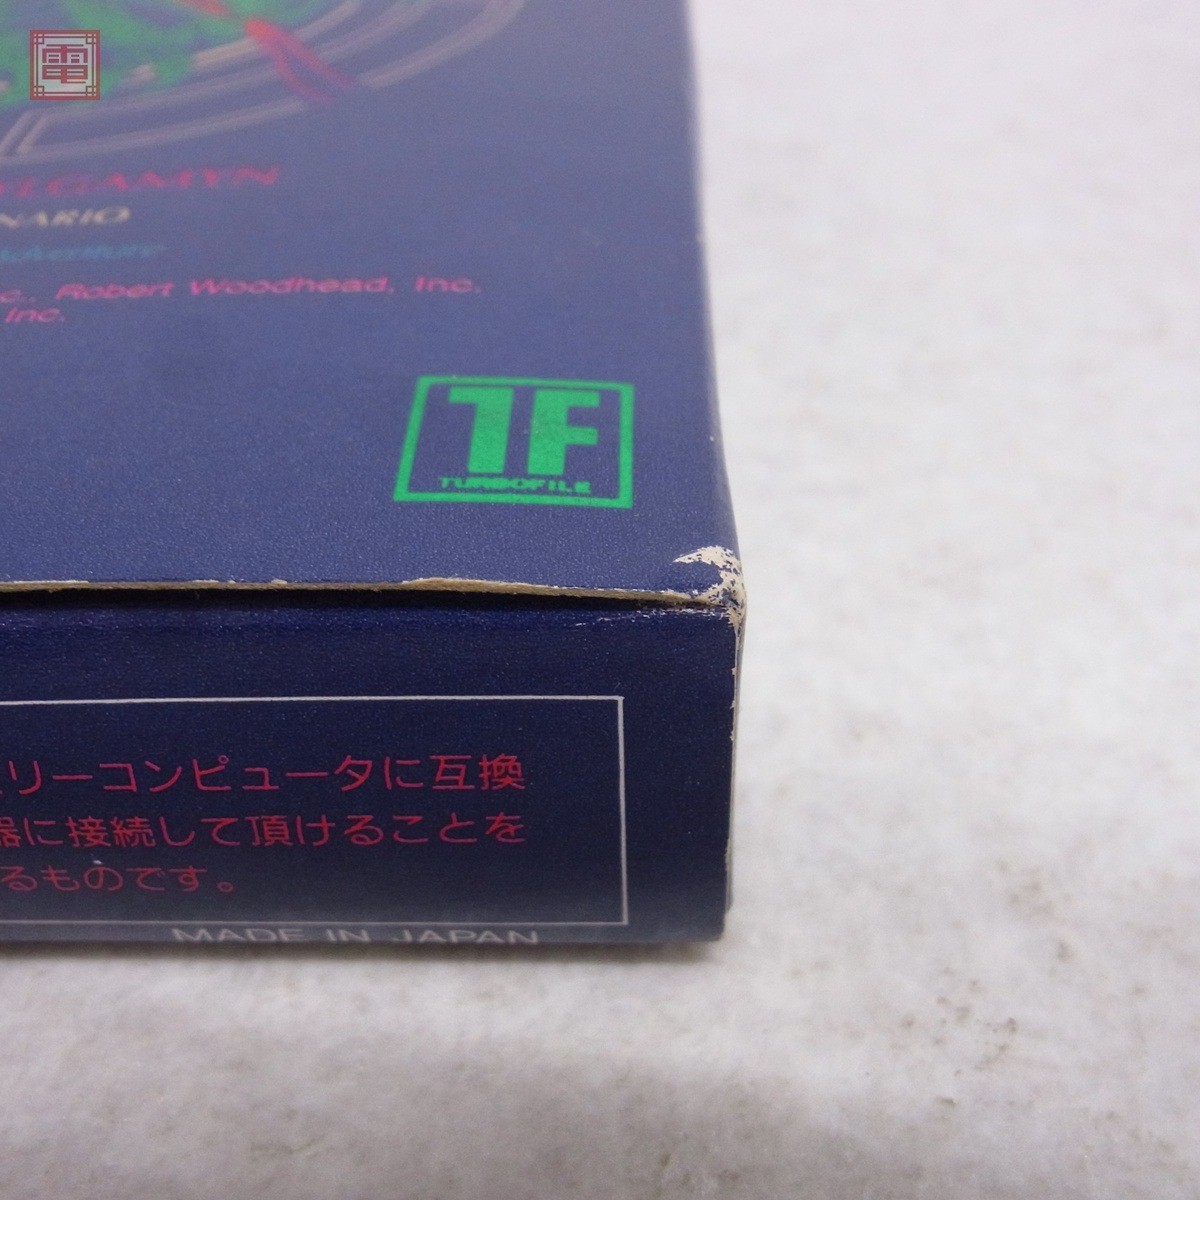 電
LLGAMYN
NARIO
Adventure
c., Robert Woodhead, Inc.
Inc.
TF
TURBOFILE
リーコンピュータに互換
器に接続して頂けることを
るものです。
MADE IN JAPAN